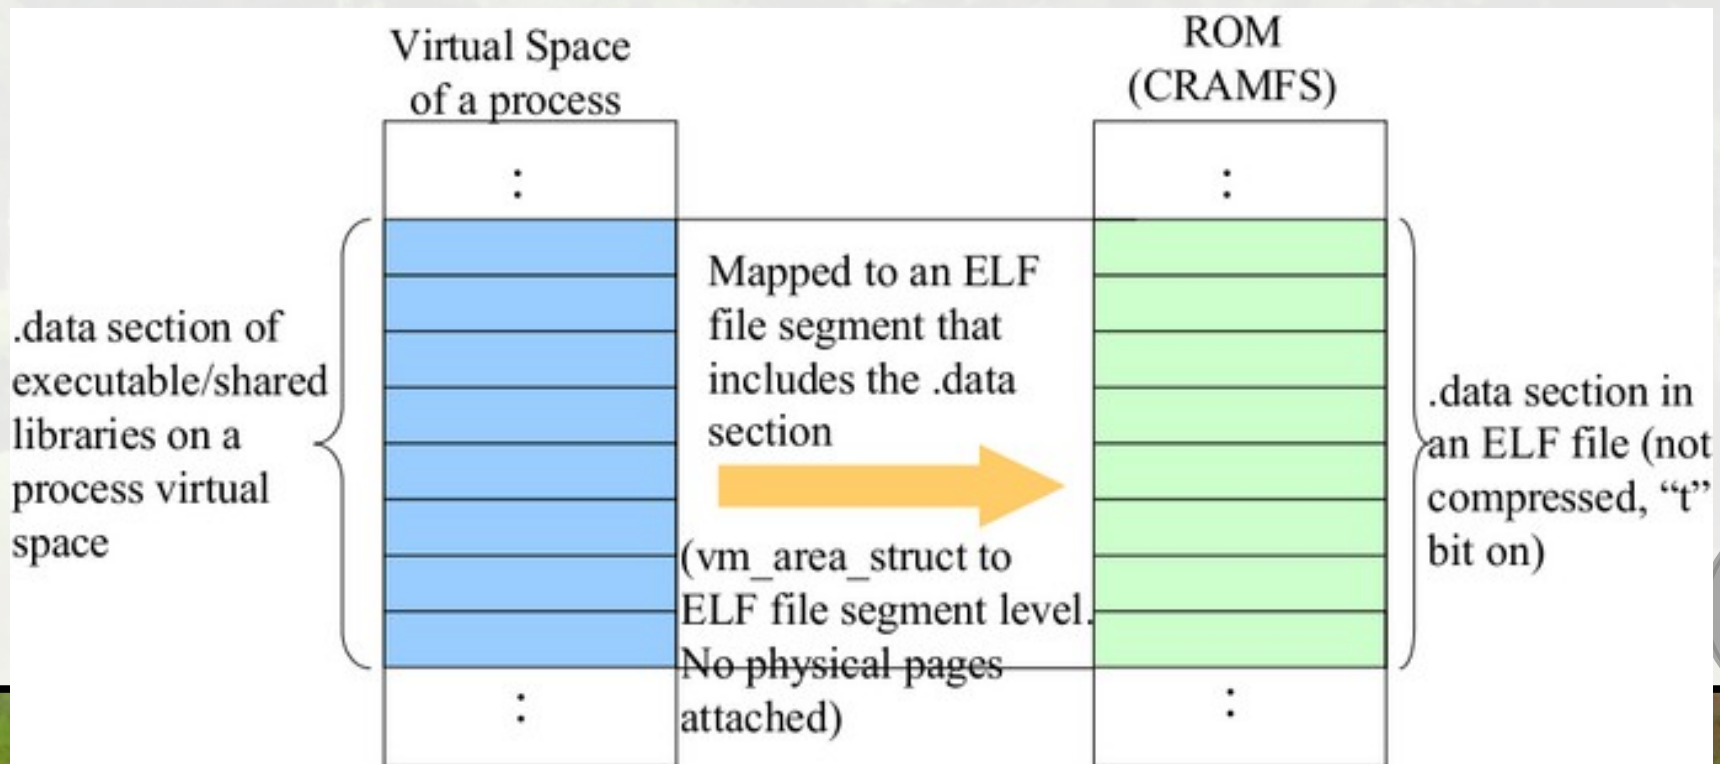 Virtual Space
of a process
ROM
(CRAMFS)
:
:
.data section of
executable/shared
libraries on a
process virtual
space
Mapped to an ELF
file segment that
includes the .data
section
(vm_area_struct to
ELF file segment level.
No physical pages
attached)
.data section in
an ELF file (not
compressed, “t”
bit on)
:
: